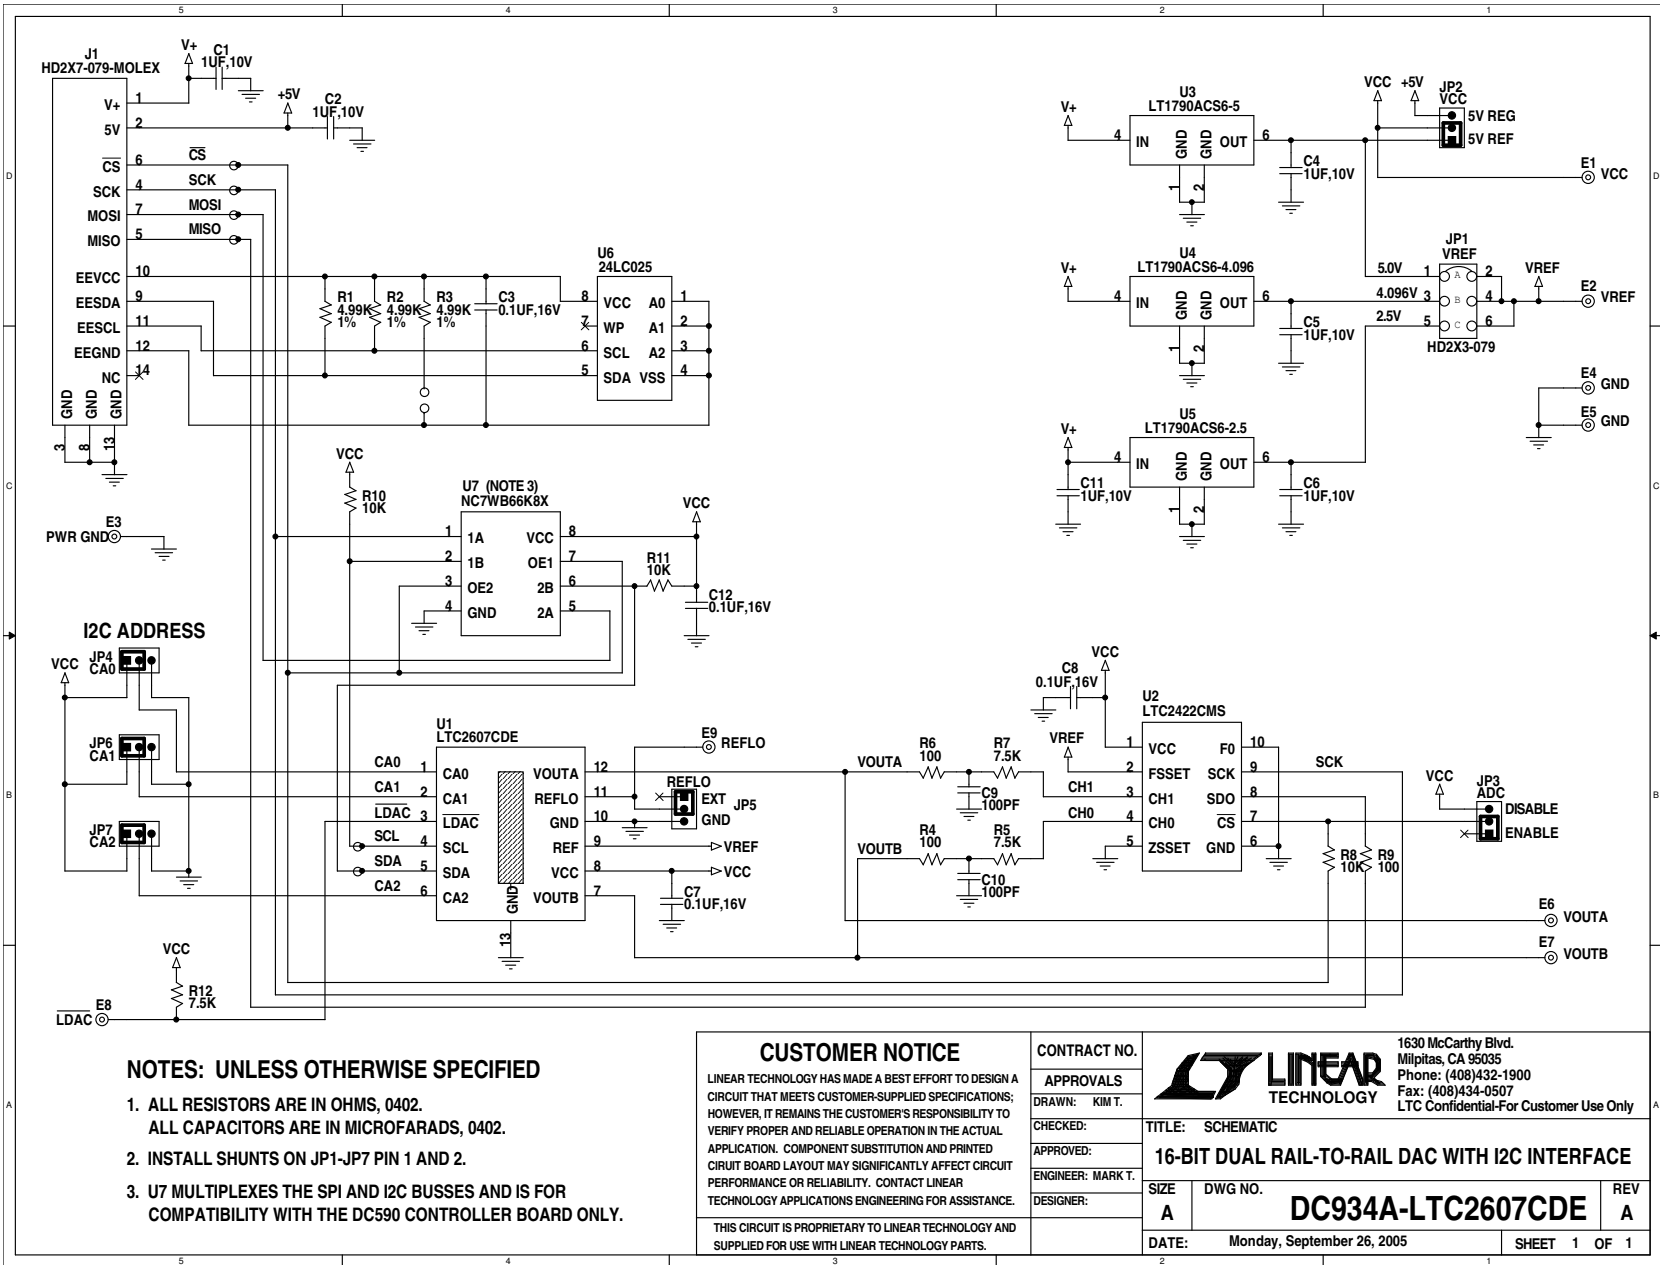 5
4
3
2
1
D
C
B
A
J1
HD2X7-079-MOLEX
V+
C1
1UF,10V
+5V
C2
1UF,10V
V+ 1
5V 2
CS 6 CS
SCK 4 SCK
MOSI 7 MOSI
MISO 5 MISO
EEVCC 10
EESDA 9
EESCL 11
EEGND 12
NC 14
GND GND GND
3 8 13
R1
4.99K
1%
R2
4.99K
1%
R3
4.99K
1%
C3
0.1UF,16V
U6
24LC025
8 VCC A0 1
7 WP A1 2
6 SCL A2 3
5 SDA VSS 4
V+
U3
LT1790ACS6-5
4 IN GND GND OUT 6
1 2
C4
1UF,10V
VCC +5V
JP2
VCC
5V REG
5V REF
E1
VCC
V+
U4
LT1790ACS6-4.096
4 IN GND GND OUT 6
1 2
C5
1UF,10V
JP1
VREF
5.0V 1 A 2
4.096V 3 B 4
2.5V 5 C 6
HD2X3-079
VREF
E2
VREF
E4
GND
E5
GND
V+
U5
LT1790ACS6-2.5
4 IN GND GND OUT 6
1 2
C11
1UF,10V
C6
1UF,10V
E3
PWR GND
VCC
R10
10K
U7 (NOTE 3)
NC7WB66K8X
1 1A VCC 8
2 1B OE1 7
3 OE2 2B 6
4 GND 2A 5
VCC
R11
10K
C12
0.1UF,16V
I2C ADDRESS
VCC
JP4
CA0
JP6
CA1
JP7
CA2
U1
LTC2607CDE
CA0 1 CA0 VOUTA 12
CA1 2 CA1 REFLO 11
LDAC 3 LDAC GND 10
SCL 4 SCL REF 9 VREF
SDA 5 SDA VCC 8 VCC
CA2 6 CA2 VOUTB 7
GND
13
C7
0.1UF,16V
E9
REFLO
REFLO
EXT
JP5
GND
VOUTA
R6
100
R7
7.5K
C9
100PF
VOUTB
R4
100
R5
7.5K
C10
100PF
CH1
CH0
C8
0.1UF,16V
VCC
VREF
U2
LTC2422CMS
1 VCC F0 10
2 FSSET SCK 9 SCK
3 CH1 SDO 8
4 CH0 CS 7
5 ZSSET GND 6
R8
10K
R9
100
VCC
JP3
ADC
DISABLE
ENABLE
E6
VOUTA
E7
VOUTB
VCC
R12
7.5K
E8
LDAC
NOTES: UNLESS OTHERWISE SPECIFIED
1. ALL RESISTORS ARE IN OHMS, 0402.
ALL CAPACITORS ARE IN MICROFARADS, 0402.
2. INSTALL SHUNTS ON JP1-JP7 PIN 1 AND 2.
3. U7 MULTIPLEXES THE SPI AND I2C BUSSES AND IS FOR
COMPATIBILITY WITH THE DC590 CONTROLLER BOARD ONLY.
CUSTOMER NOTICE
LINEAR TECHNOLOGY HAS MADE A BEST EFFORT TO DESIGN A
CIRCUIT THAT MEETS CUSTOMER-SUPPLIED SPECIFICATIONS;
HOWEVER, IT REMAINS THE CUSTOMER'S RESPONSIBILITY TO
VERIFY PROPER AND RELIABLE OPERATION IN THE ACTUAL
APPLICATION. COMPONENT SUBSTITUTION AND PRINTED
CIRUIT BOARD LAYOUT MAY SIGNIFICANTLY AFFECT CIRCUIT
PERFORMANCE OR RELIABILITY. CONTACT LINEAR
TECHNOLOGY APPLICATIONS ENGINEERING FOR ASSISTANCE.
THIS CIRCUIT IS PROPRIETARY TO LINEAR TECHNOLOGY AND
SUPPLIED FOR USE WITH LINEAR TECHNOLOGY PARTS.
CONTRACT NO.
APPROVALS
DRAWN: KIM T.
CHECKED:
APPROVED:
ENGINEER: MARK T.
DESIGNER:
LINEAR
TECHNOLOGY
1630 McCarthy Blvd.
Milpitas, CA 95035
Phone: (408)432-1900
Fax: (408)434-0507
LTC Confidential-For Customer Use Only
TITLE: SCHEMATIC
16-BIT DUAL RAIL-TO-RAIL DAC WITH I2C INTERFACE
SIZE
A
DWG NO.
DC934A-LTC2607CDE
REV
A
DATE: Monday, September 26, 2005
SHEET 1 OF 1
5
4
3
2
1
D
C
B
A